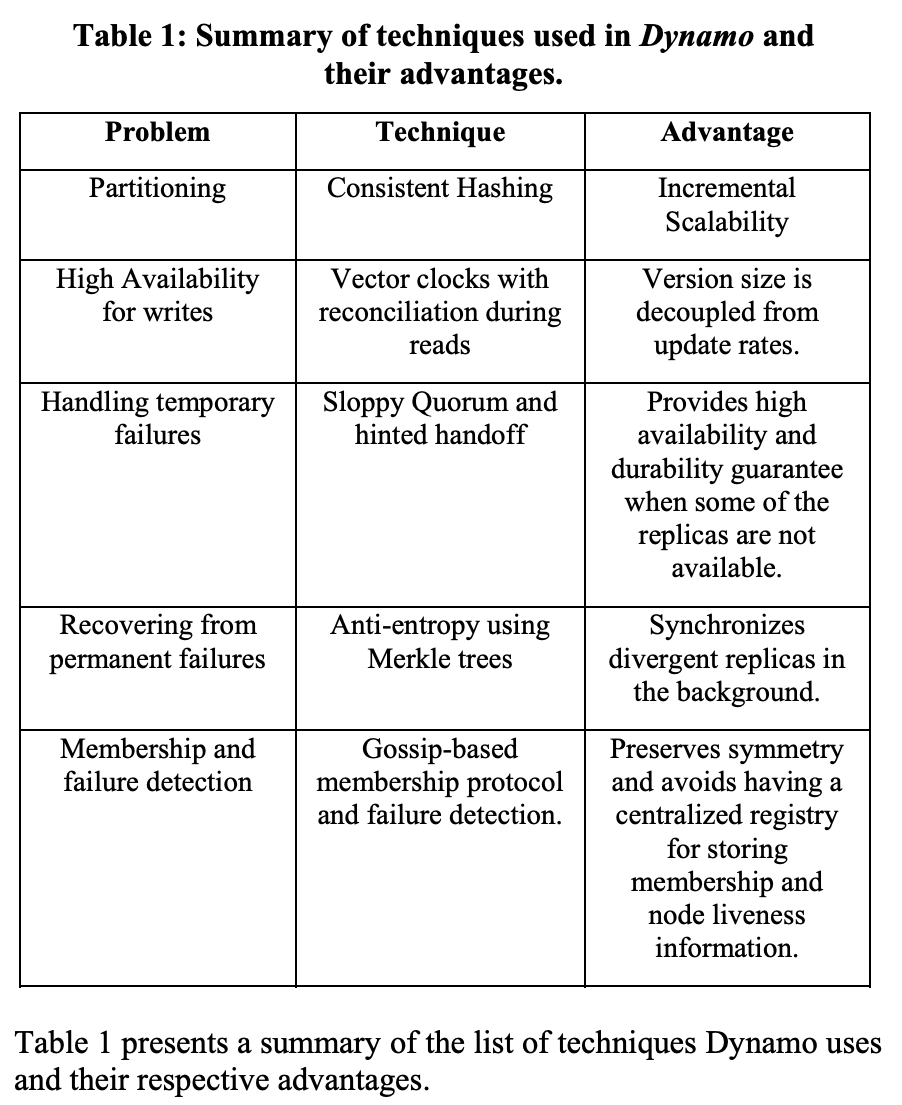 Table 1: Summary of techniques used in Dynamo and
their advantages.
Problem Technique Advantage
Partitioning Consistent Hashing Incremental
Scalability
High Availability
for writes
Vector clocks with
reconciliation during
reads
Version size is
decoupled from
update rates.
Handling temporary
failures
Sloppy Quorum and
hinted handoff
Provides high
availability and
durability guarantee
when some of the
replicas are not
available.
Recovering from
permanent failures
Anti-entropy using
Merkle trees
Synchronizes
divergent replicas in
the background.
Membership and
failure detection
Gossip-based
membership protocol
and failure detection.
Preserves symmetry
and avoids having a
centralized registry
for storing
membership and
node liveness
information.
Table 1 presents a summary of the list of techniques Dynamo uses
and their respective advantages.